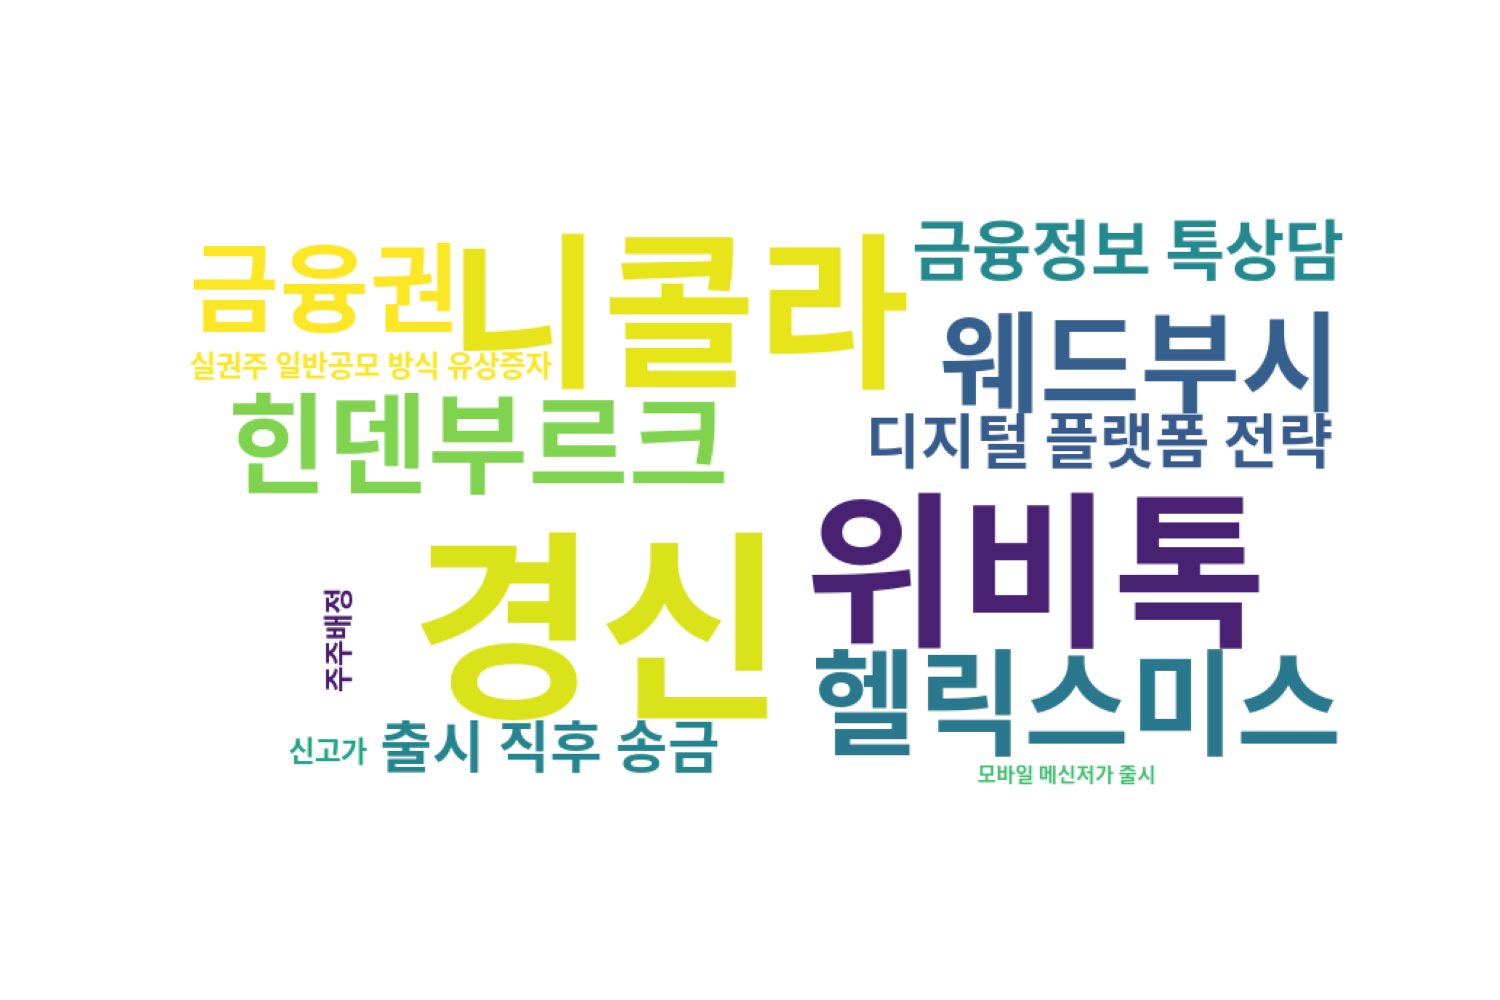 금융권
니콜라
금융정보 톡상담
실권주 일반공모 방식 유상증자
웨드부시
힌덴부르크
디지털 플랫폼 전략
경신
위비톡
주주배정
헬릭스미스
신고가
출시 직후 송금
모바일 메신저가 줄시